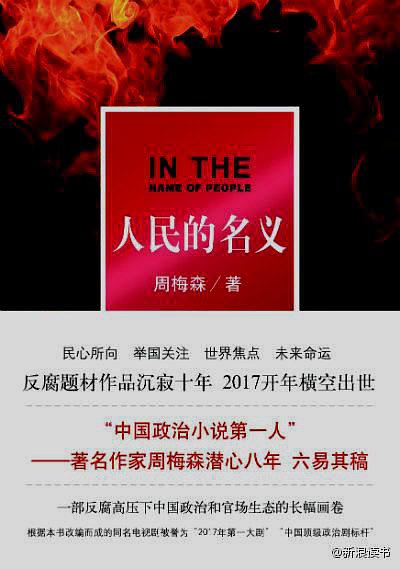 IN THE
NAME OF PEOPLE
人民的名义
周梅森／著
民心所向 举国关注 世界焦点 未来命运
反腐题材作品沉寂十年 2017开年横空出世
“中国政治小说第一人”
——著名作家周梅森潜心八年 六易其稿
一部反腐高压下中国政治和官场生态的长幅画卷
根据本书改编而成的同名电视剧被誉为“2017年第一大剧” “中国顶级政治剧标杆”
@新浪读书